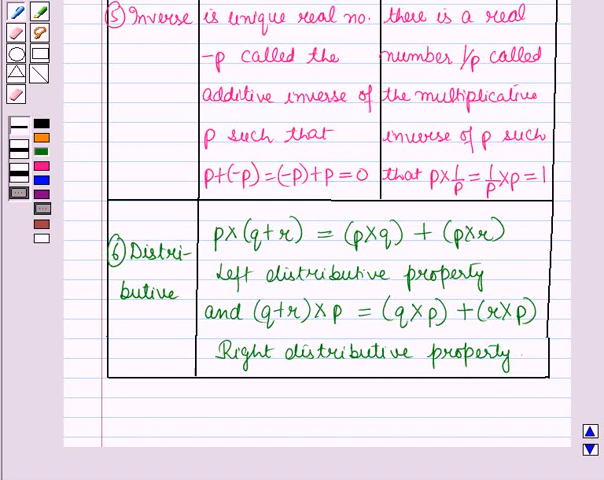 ⑤ Inverse is unique real no. there is a real
-p called the number 1/p called
additive inverse of the multiplicative
p such that inverse of p such
p+(-p)=(-p)+p=0 that p×1/p=1/p×p=1
⑥ Distri-
butive
p×(q+r) = (p×q) + (p×r)
Left distributive property
and (q+r)×p = (q×p)+(r×p)
Right distributive property.